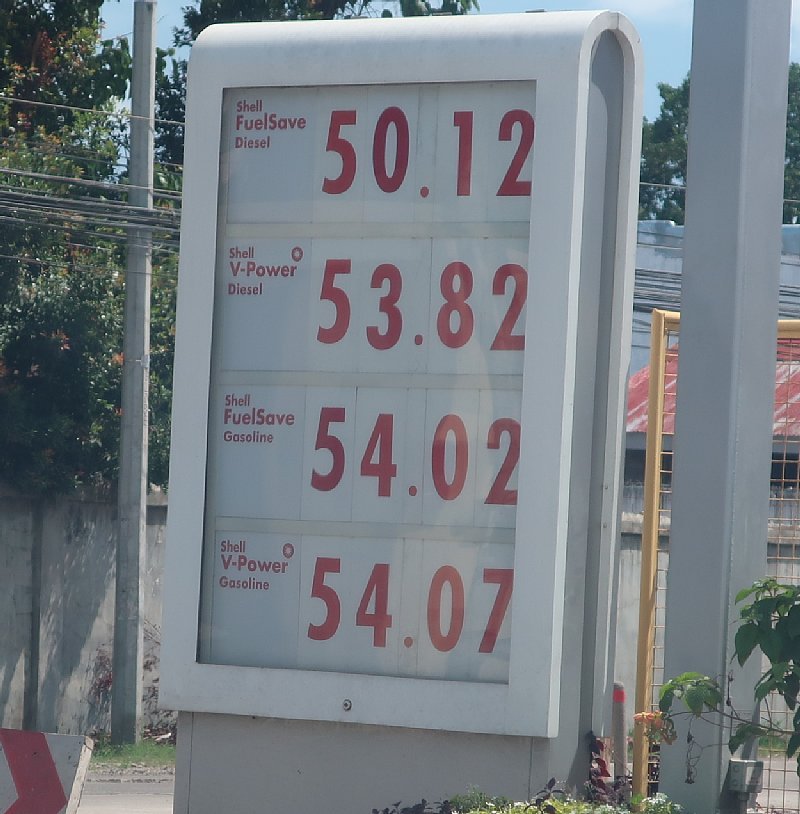 Shell
FuelSave
Diesel
50.12
Shell
V-Power
Diesel
53.82
Shell
FuelSave
Gasoline
54.02
Shell
V-Power
Gasoline
54.07